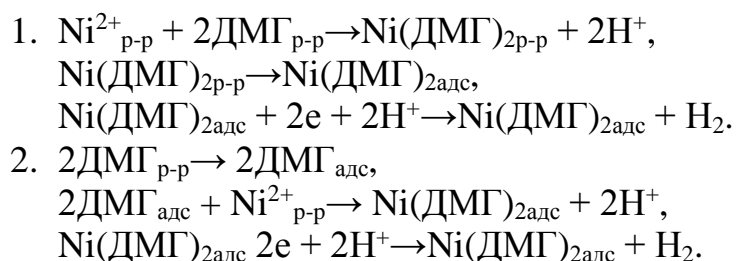 1. Ni²⁺р-р + 2ДМГр-р→Ni(ДМГ)₂р-р + 2H⁺,
Ni(ДМГ)₂р-р→Ni(ДМГ)₂адс,
Ni(ДМГ)₂адс + 2e + 2H⁺→Ni(ДМГ)₂адс + H₂.
2. 2ДМГр-р→ 2ДМГадс,
2ДМГадс + Ni²⁺р-р→ Ni(ДМГ)₂адс + 2H⁺,
Ni(ДМГ)₂адс 2e + 2H⁺→Ni(ДМГ)₂адс + H₂.